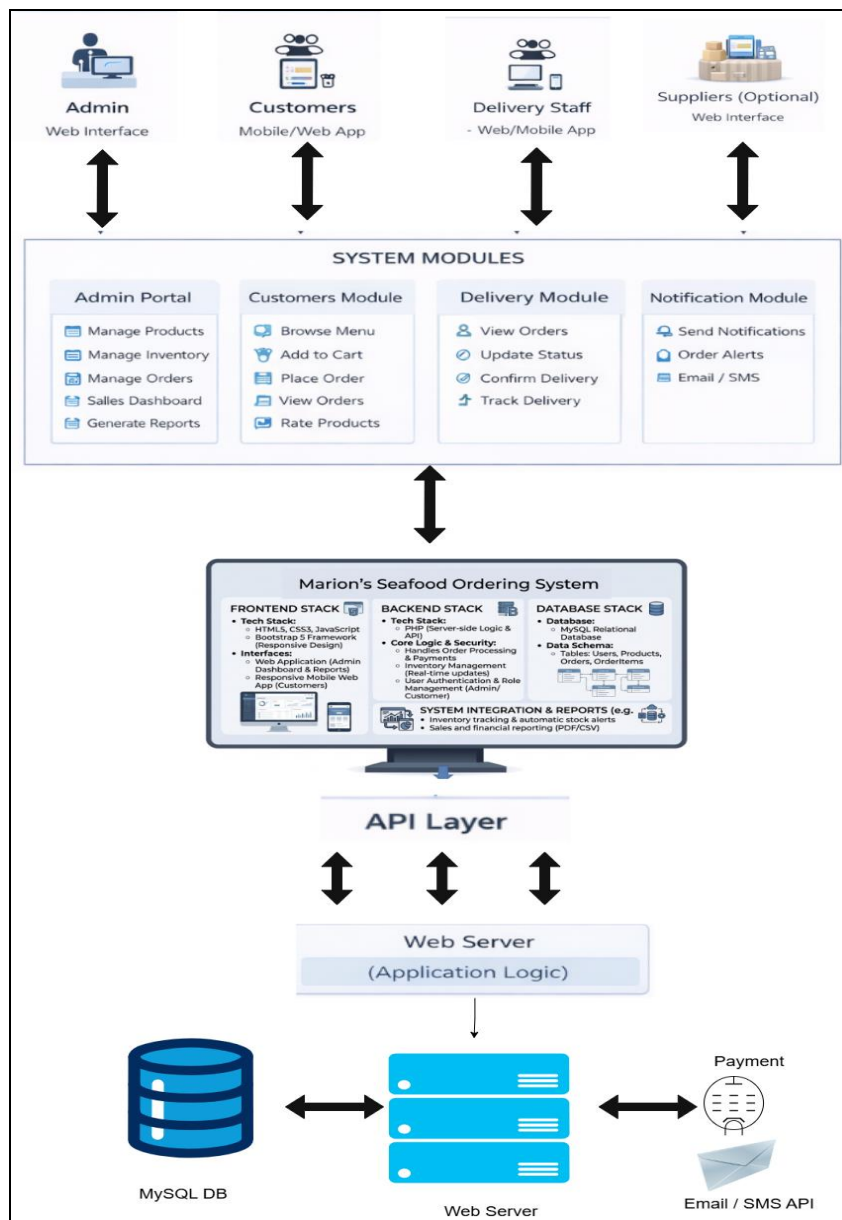 Admin
Web Interface
Customers
Mobile/Web App
Delivery Staff
- Web/Mobile App
Suppliers (Optional)
Web Interface
SYSTEM MODULES
Admin Portal
Manage Products
Manage Inventory
Manage Orders
Salles Dashboard
Generate Reports
Customers Module
Browse Menu
Add to Cart
Place Order
View Orders
Rate Products
Delivery Module
View Orders
Update Status
Confirm Delivery
Track Delivery
Notification Module
Send Notifications
Order Alerts
Email / SMS
Marion's Seafood Ordering System
FRONTEND STACK
• Tech Stack:
○ HTML5, CSS3, JavaScript
○ Bootstrap 5 Framework
(Responsive Design)
• Interfaces:
○ Web Application (Admin
Dashboard & Reports)
○ Responsive Mobile Web
App (Customers)
BACKEND STACK
• Tech Stack:
○ PHP (Server-side Logic &
API)
• Core Logic & Security:
○ Handles Order Processing
& Payments
○ Inventory Management
(Real-time updates)
○ User Authentication & Role
Management (Admin/
Customer)
DATABASE STACK
• Database:
○ MySQL Relational
Database
• Data Schema:
○ Tables: Users, Products,
Orders, OrderItems
SYSTEM INTEGRATION & REPORTS (e.g.
• Inventory tracking & automatic stock alerts
• Sales and financial reporting (PDF/CSV)
API Layer
Web Server
(Application Logic)
MySQL DB
Web Server
Payment
Email / SMS API